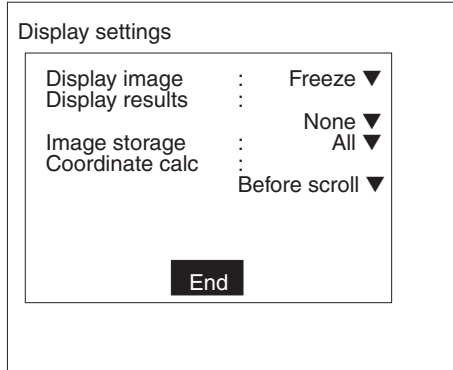 Display settings
Display image : Freeze ▼
Display results :
None ▼
Image storage : All ▼
Coordinate calc :
Before scroll ▼
End